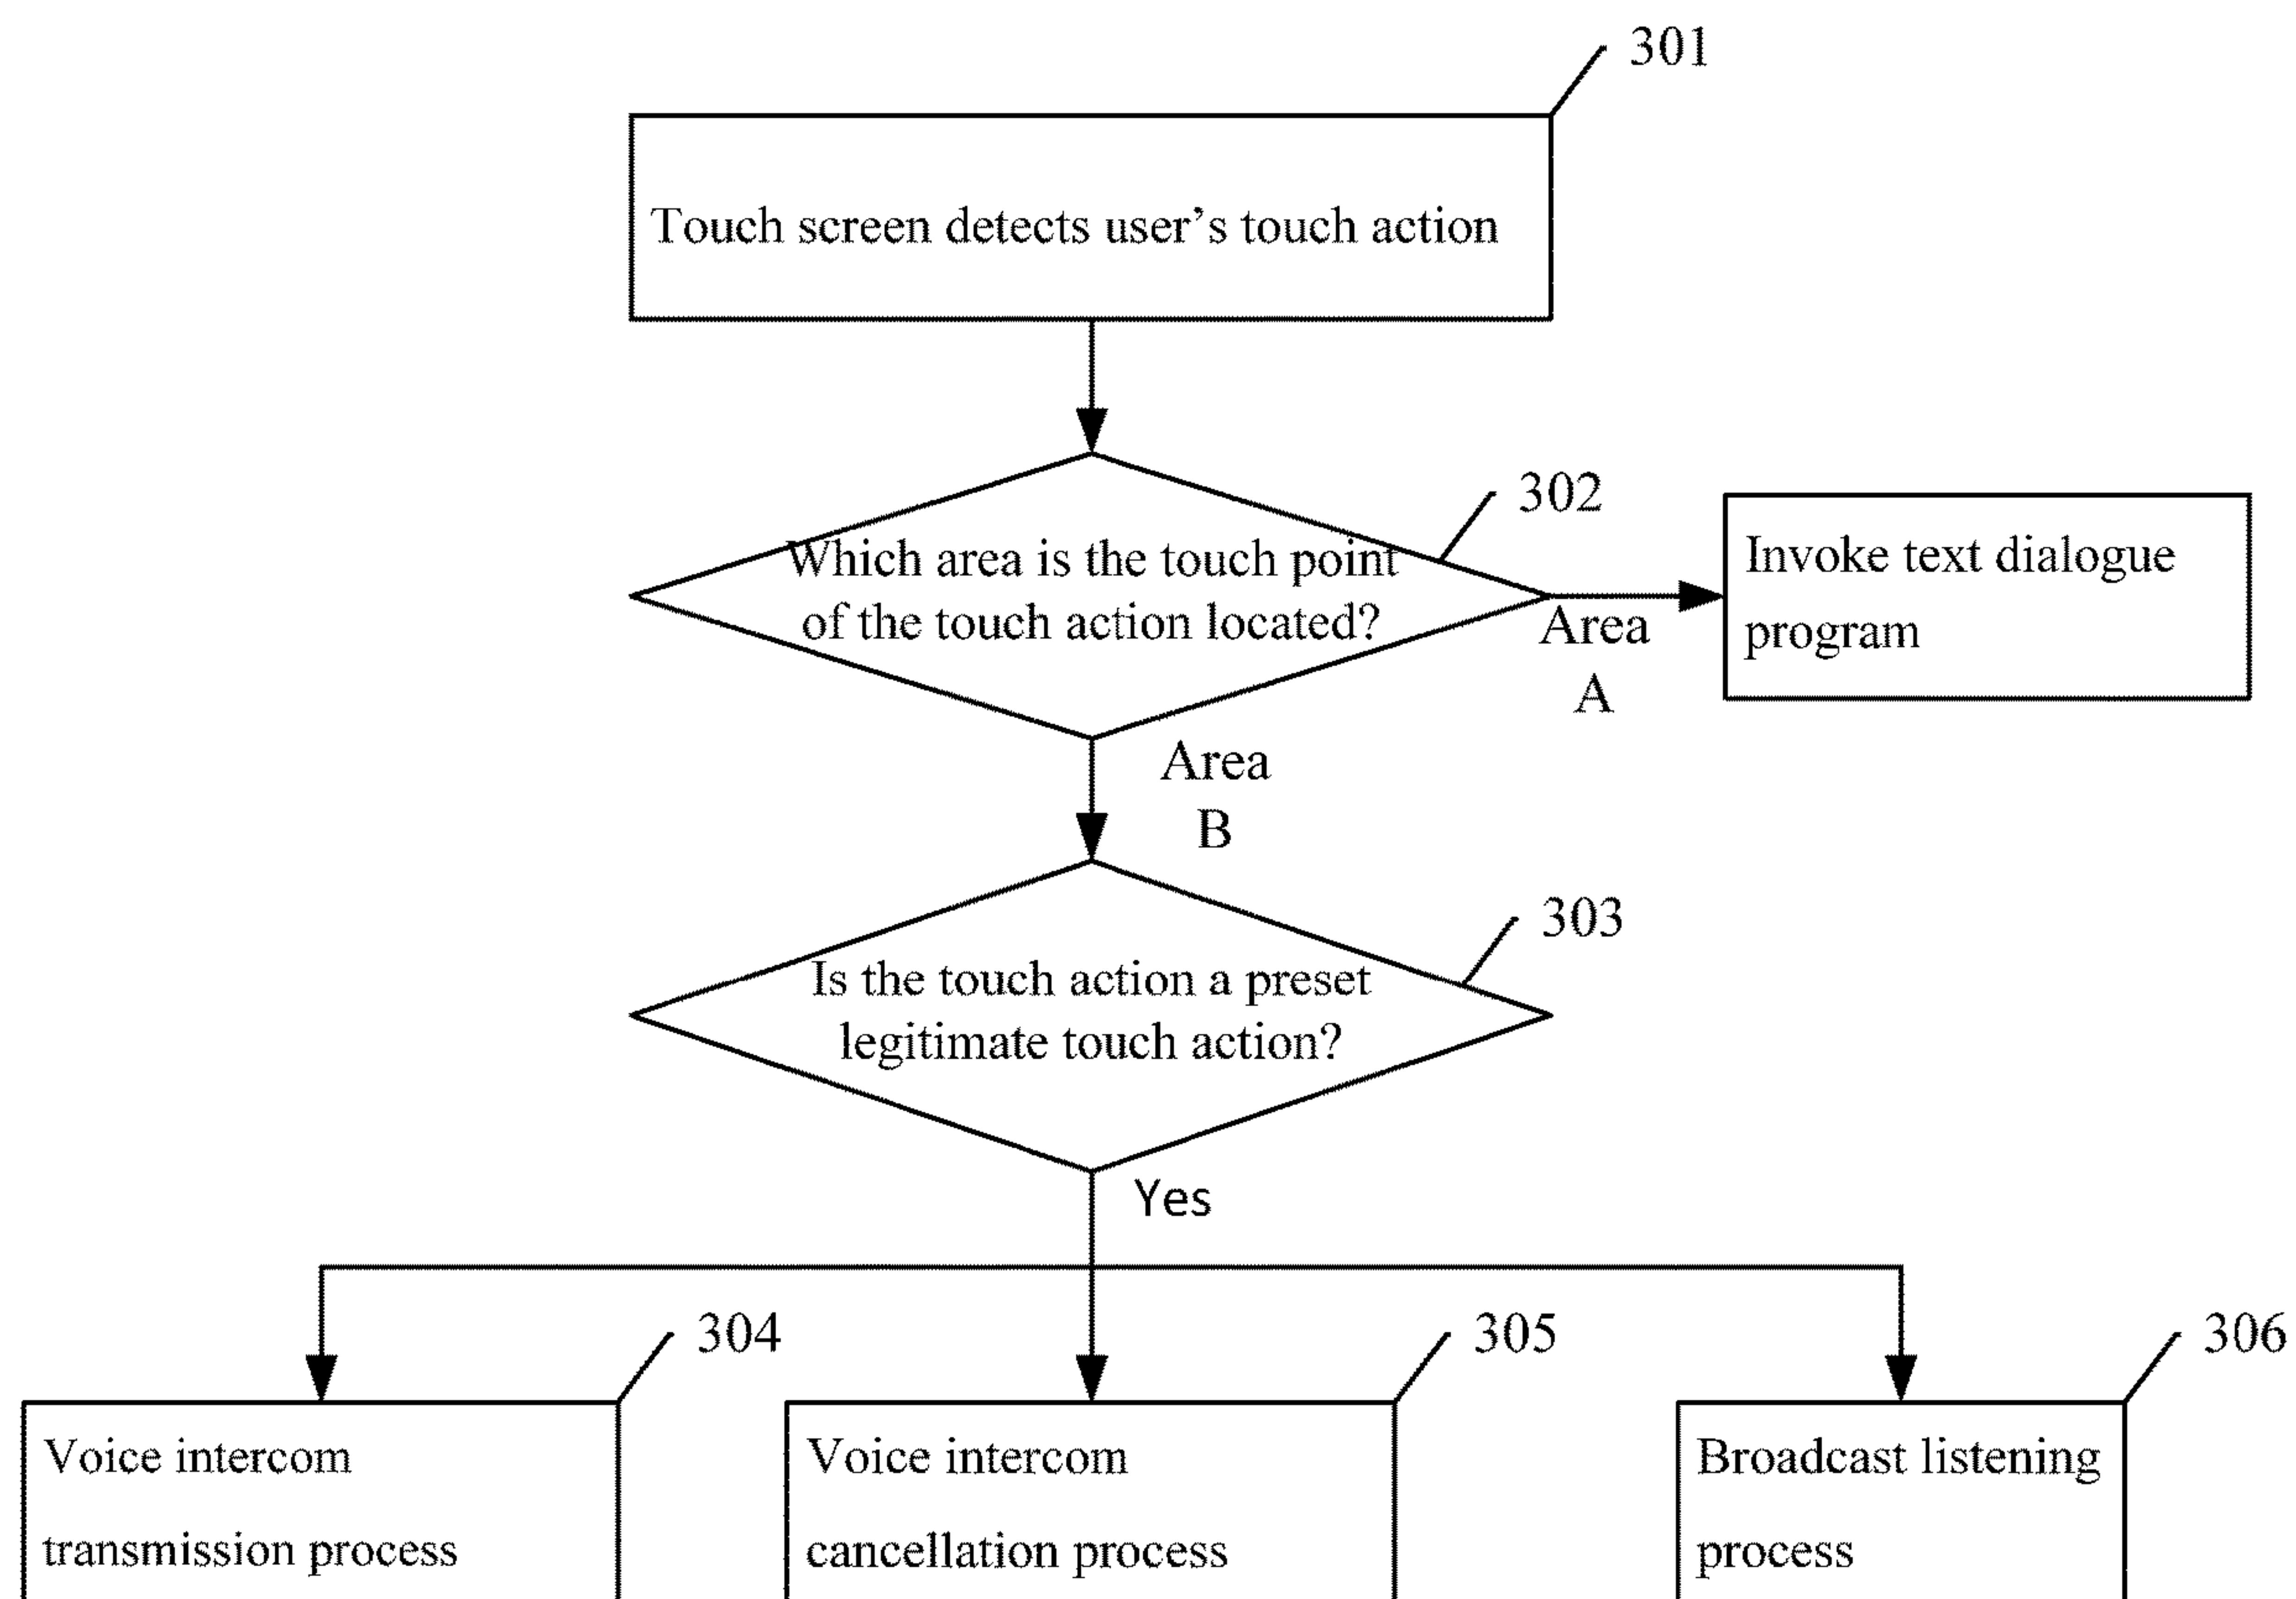 301
Touch screen detects user’s touch action
302
Which area is the touch point
of the touch action located?
Invoke text dialogue
program
Area
A
Area
B
303
Is the touch action a preset
legitimate touch action?
Yes
304
305
306
Voice intercom
transmission process
Voice intercom
cancellation process
Broadcast listening
process